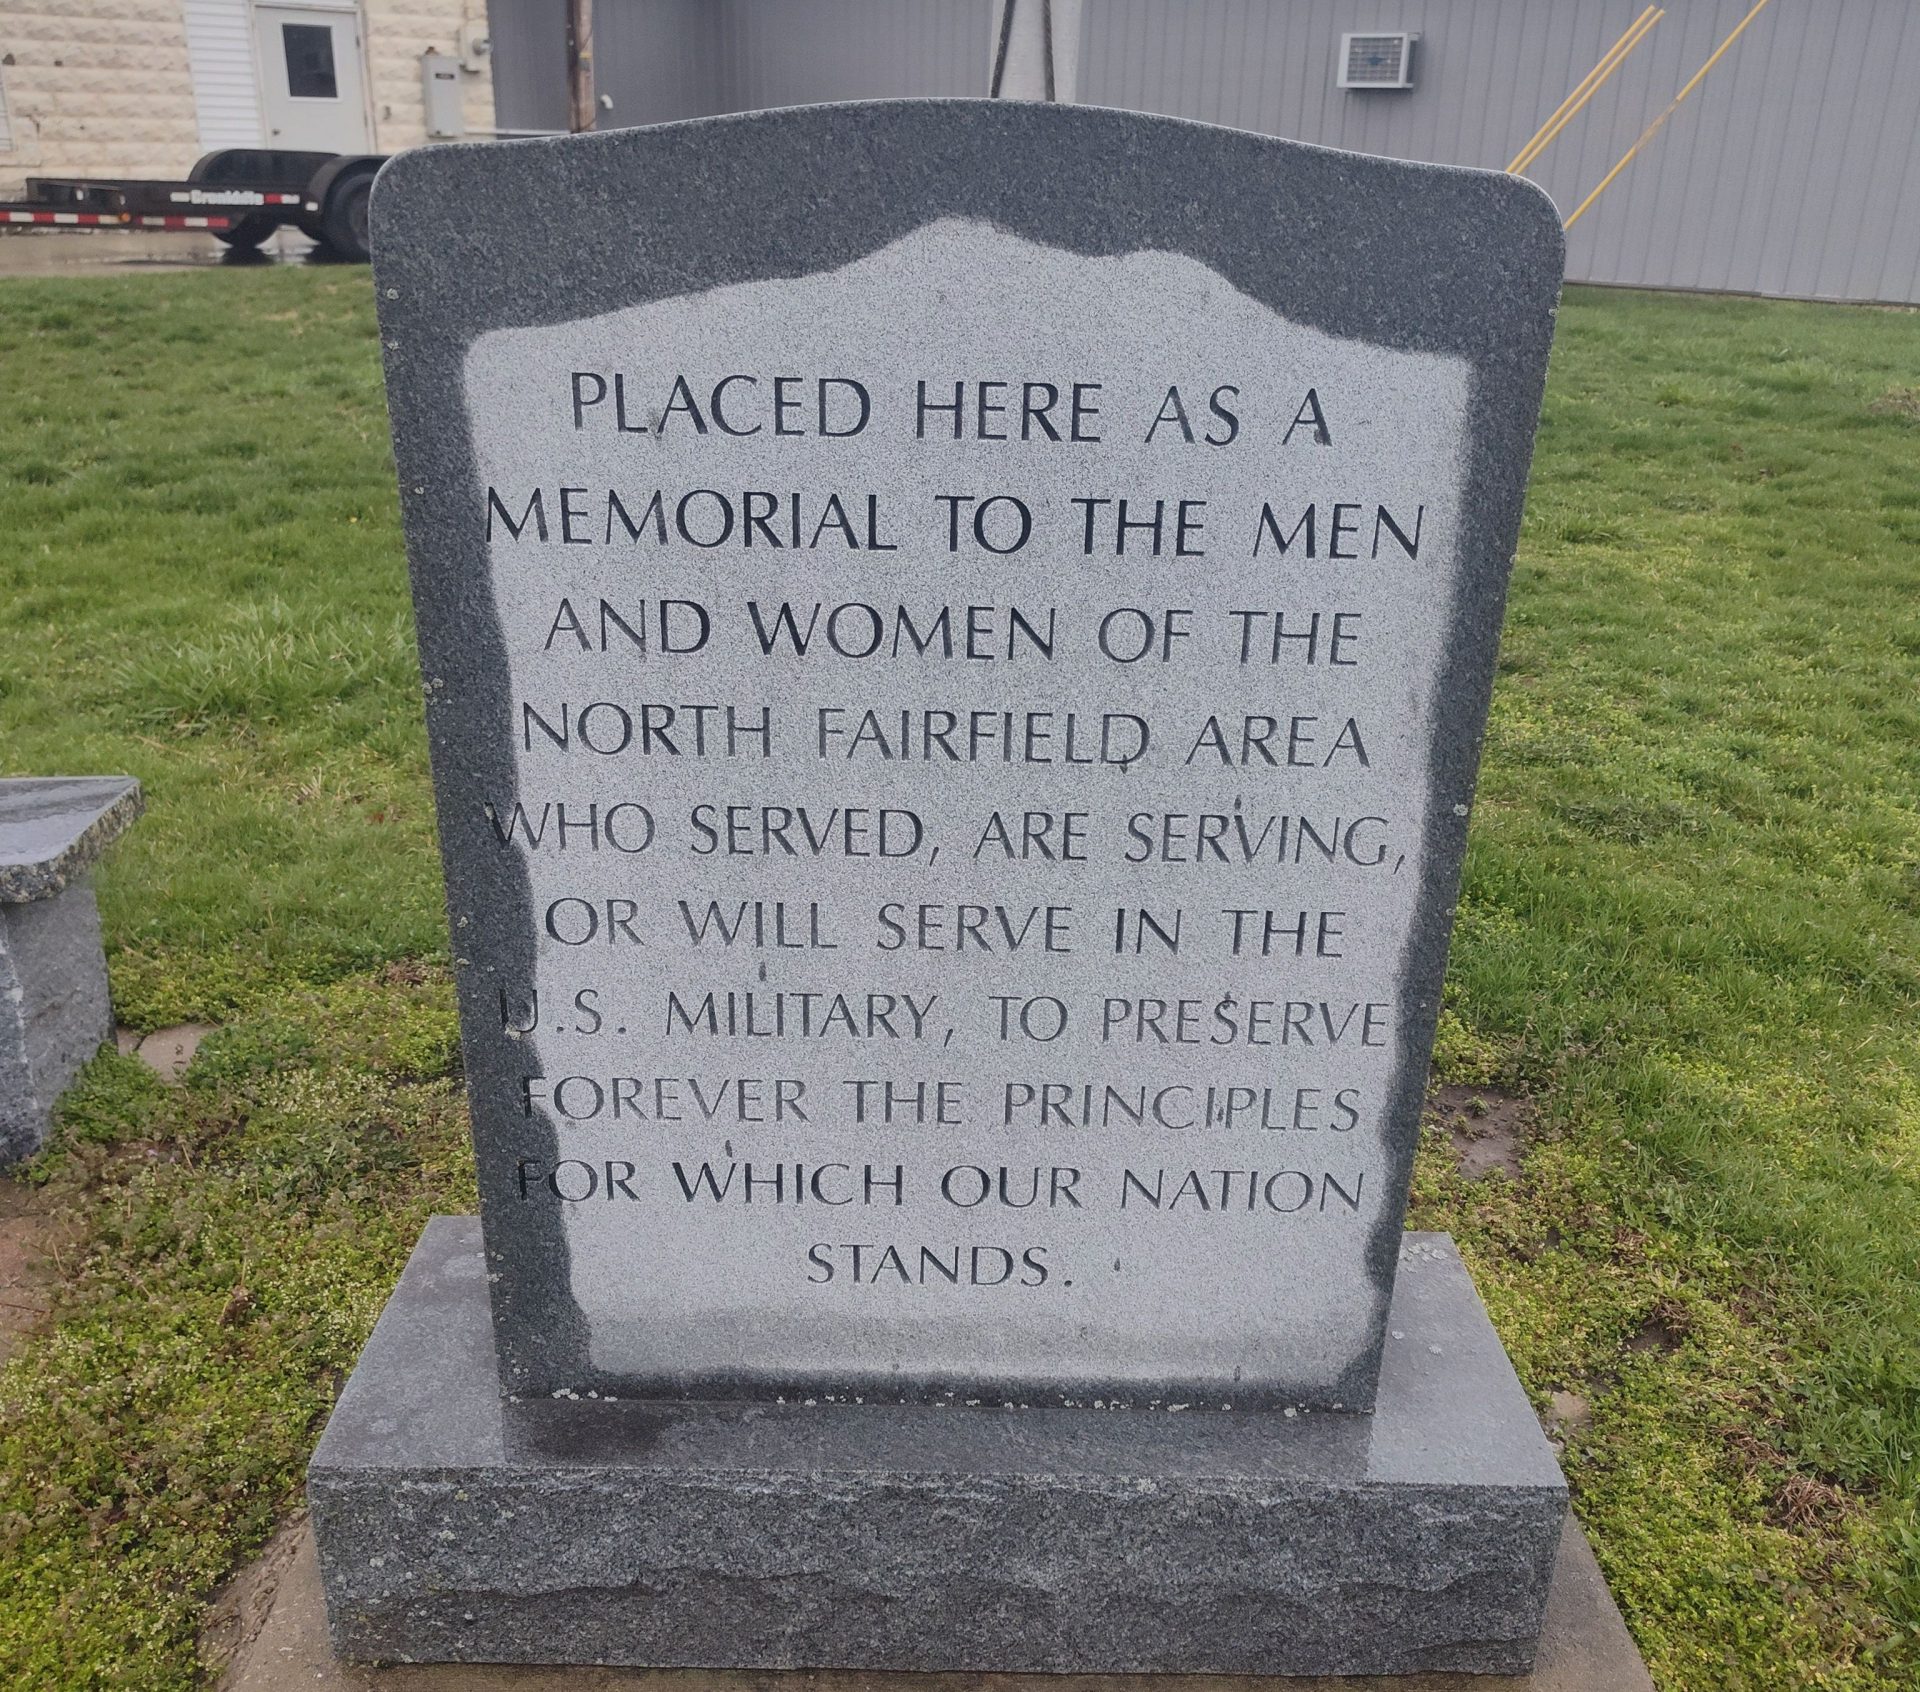 PLACED HERE AS A
MEMORIAL TO THE MEN
AND WOMEN OF THE
NORTH FAIRFIELD AREA
WHO SERVED, ARE SERVING,
OR WILL SERVE IN THE
U.S. MILITARY, TO PRESERVE
FOREVER THE PRINCIPLES
FOR WHICH OUR NATION
STANDS.